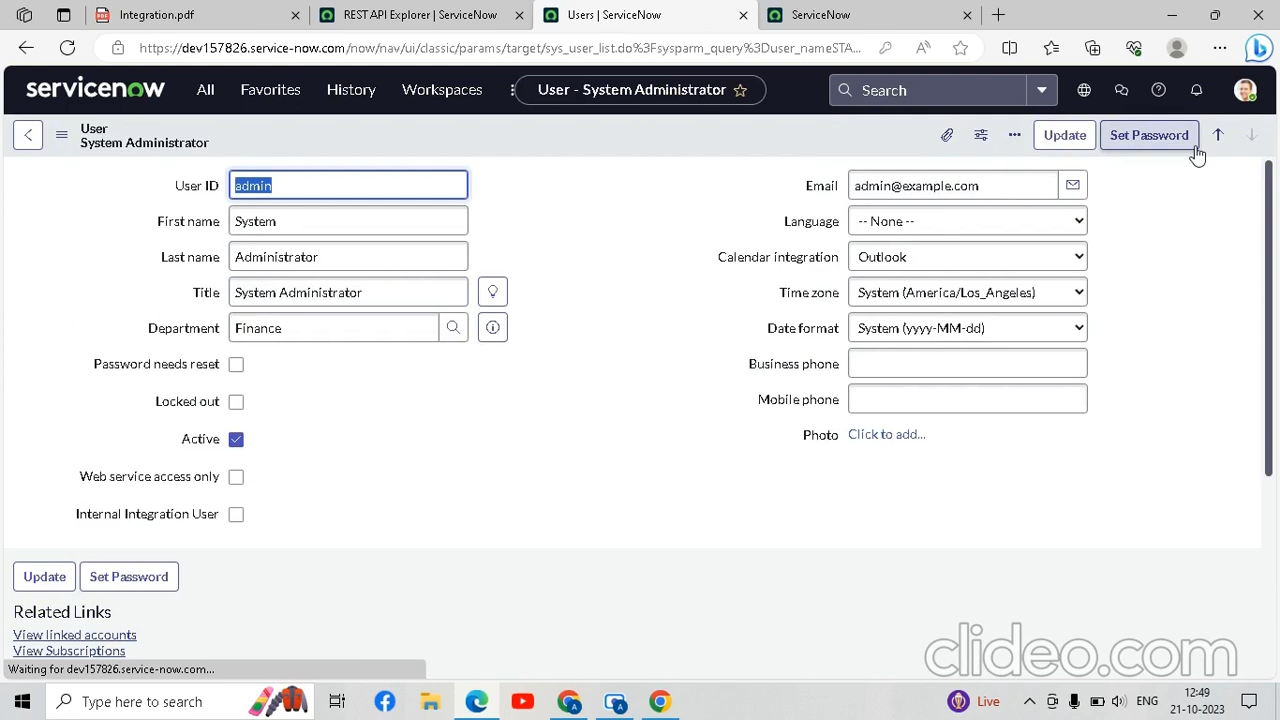 Integration.pdf
REST API Explorer | ServiceNow
Users | ServiceNow
ServiceNow
https://dev157826.service-now.com/now/nav/ui/classic/params/target/sys_user_list.do%3Fsysparm_query%3Duser_nameSTA...
servicenow
All
Favorites
History
Workspaces
User - System Administrator
Search
User
System Administrator
Update
Set Password
User ID
admin
Email
admin@example.com
First name
System
Language
-- None --
Last name
Administrator
Calendar integration
Outlook
Title
System Administrator
Time zone
System (America/Los_Angeles)
Department
Finance
Date format
System (yyyy-MM-dd)
Password needs reset
Business phone
Locked out
Mobile phone
Active
Photo
Click to add...
Web service access only
Internal Integration User
Update
Set Password
Related Links
View linked accounts
View Subscriptions
Waiting for dev157826.service-now.com...
clideo.com
Type here to search
Live
ENG
12:49
21-10-2023